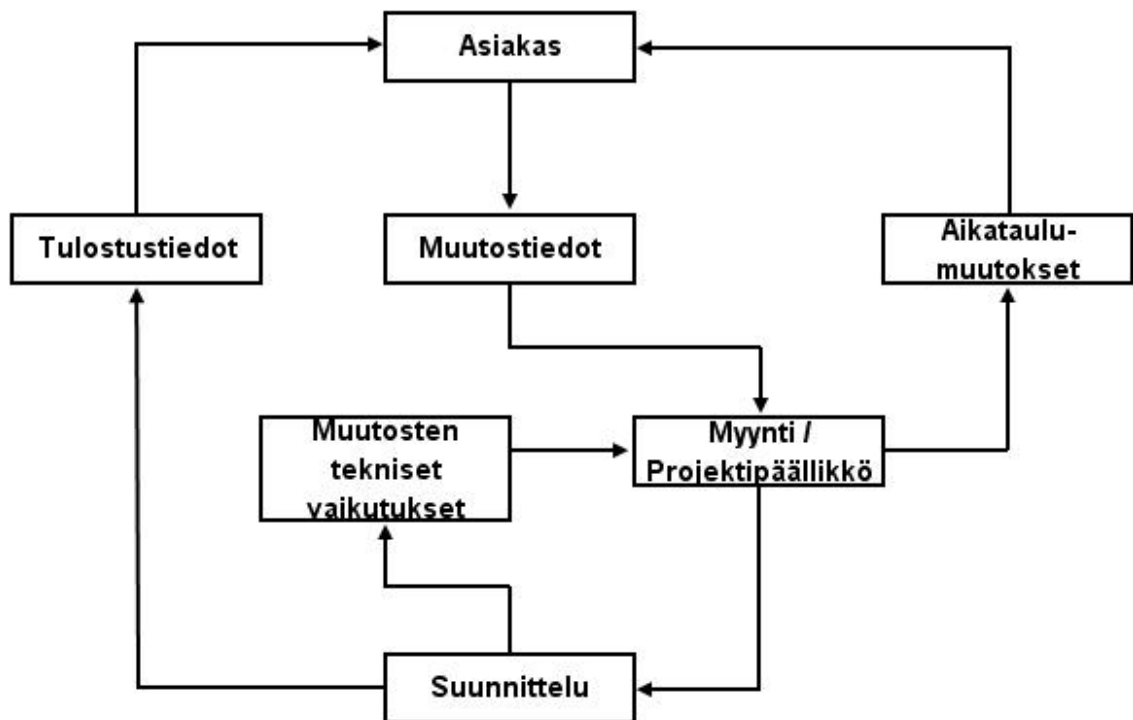 Asiakas
Tulostustiedot
Muutostiedot
Aikataulu-
muutokset
Muutosten
tekniset
vaikutukset
Myynti /
Projektipäällikkö
Suunnittelu